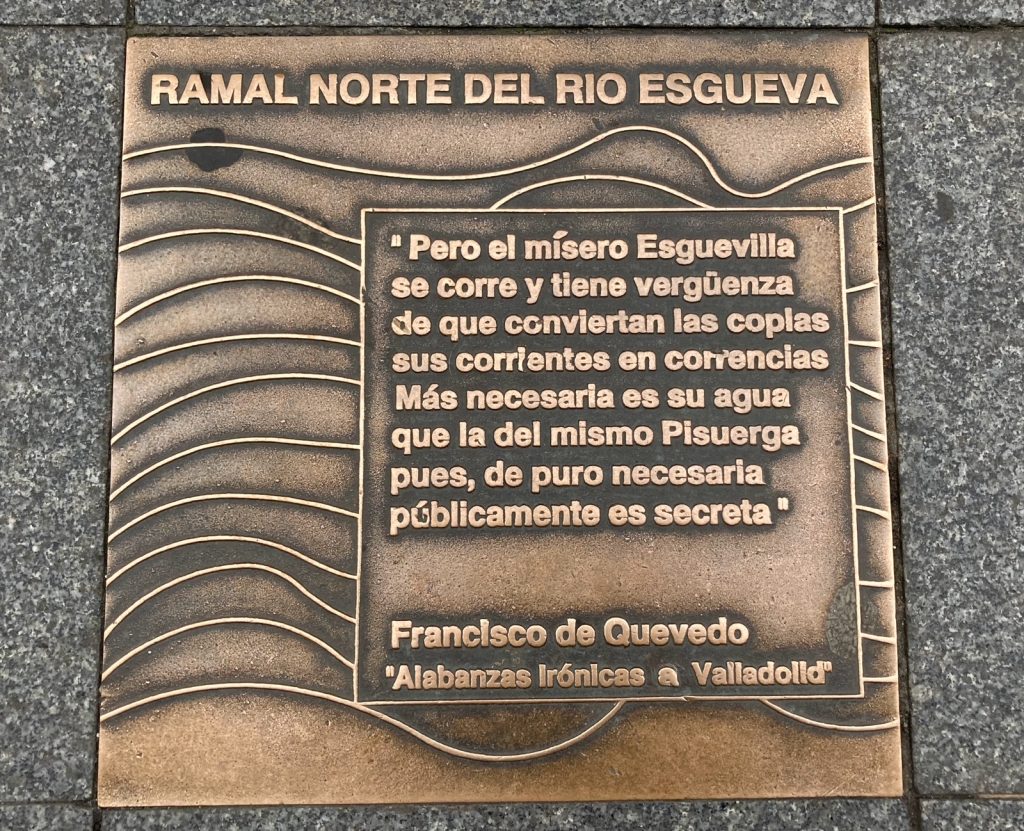 RAMAL NORTE DEL RIO ESGUEVA
" Pero el mísero Esguevilla
se corre y tiene vergüenza
de que conviertan las coplas
sus corrientes en correncias
Más necesaria es su agua
que la del mismo Pisuerga
pues, de puro necesaria
públicamente es secreta "
Francisco de Quevedo
"Alabanzas Irónicas a Valladolid"